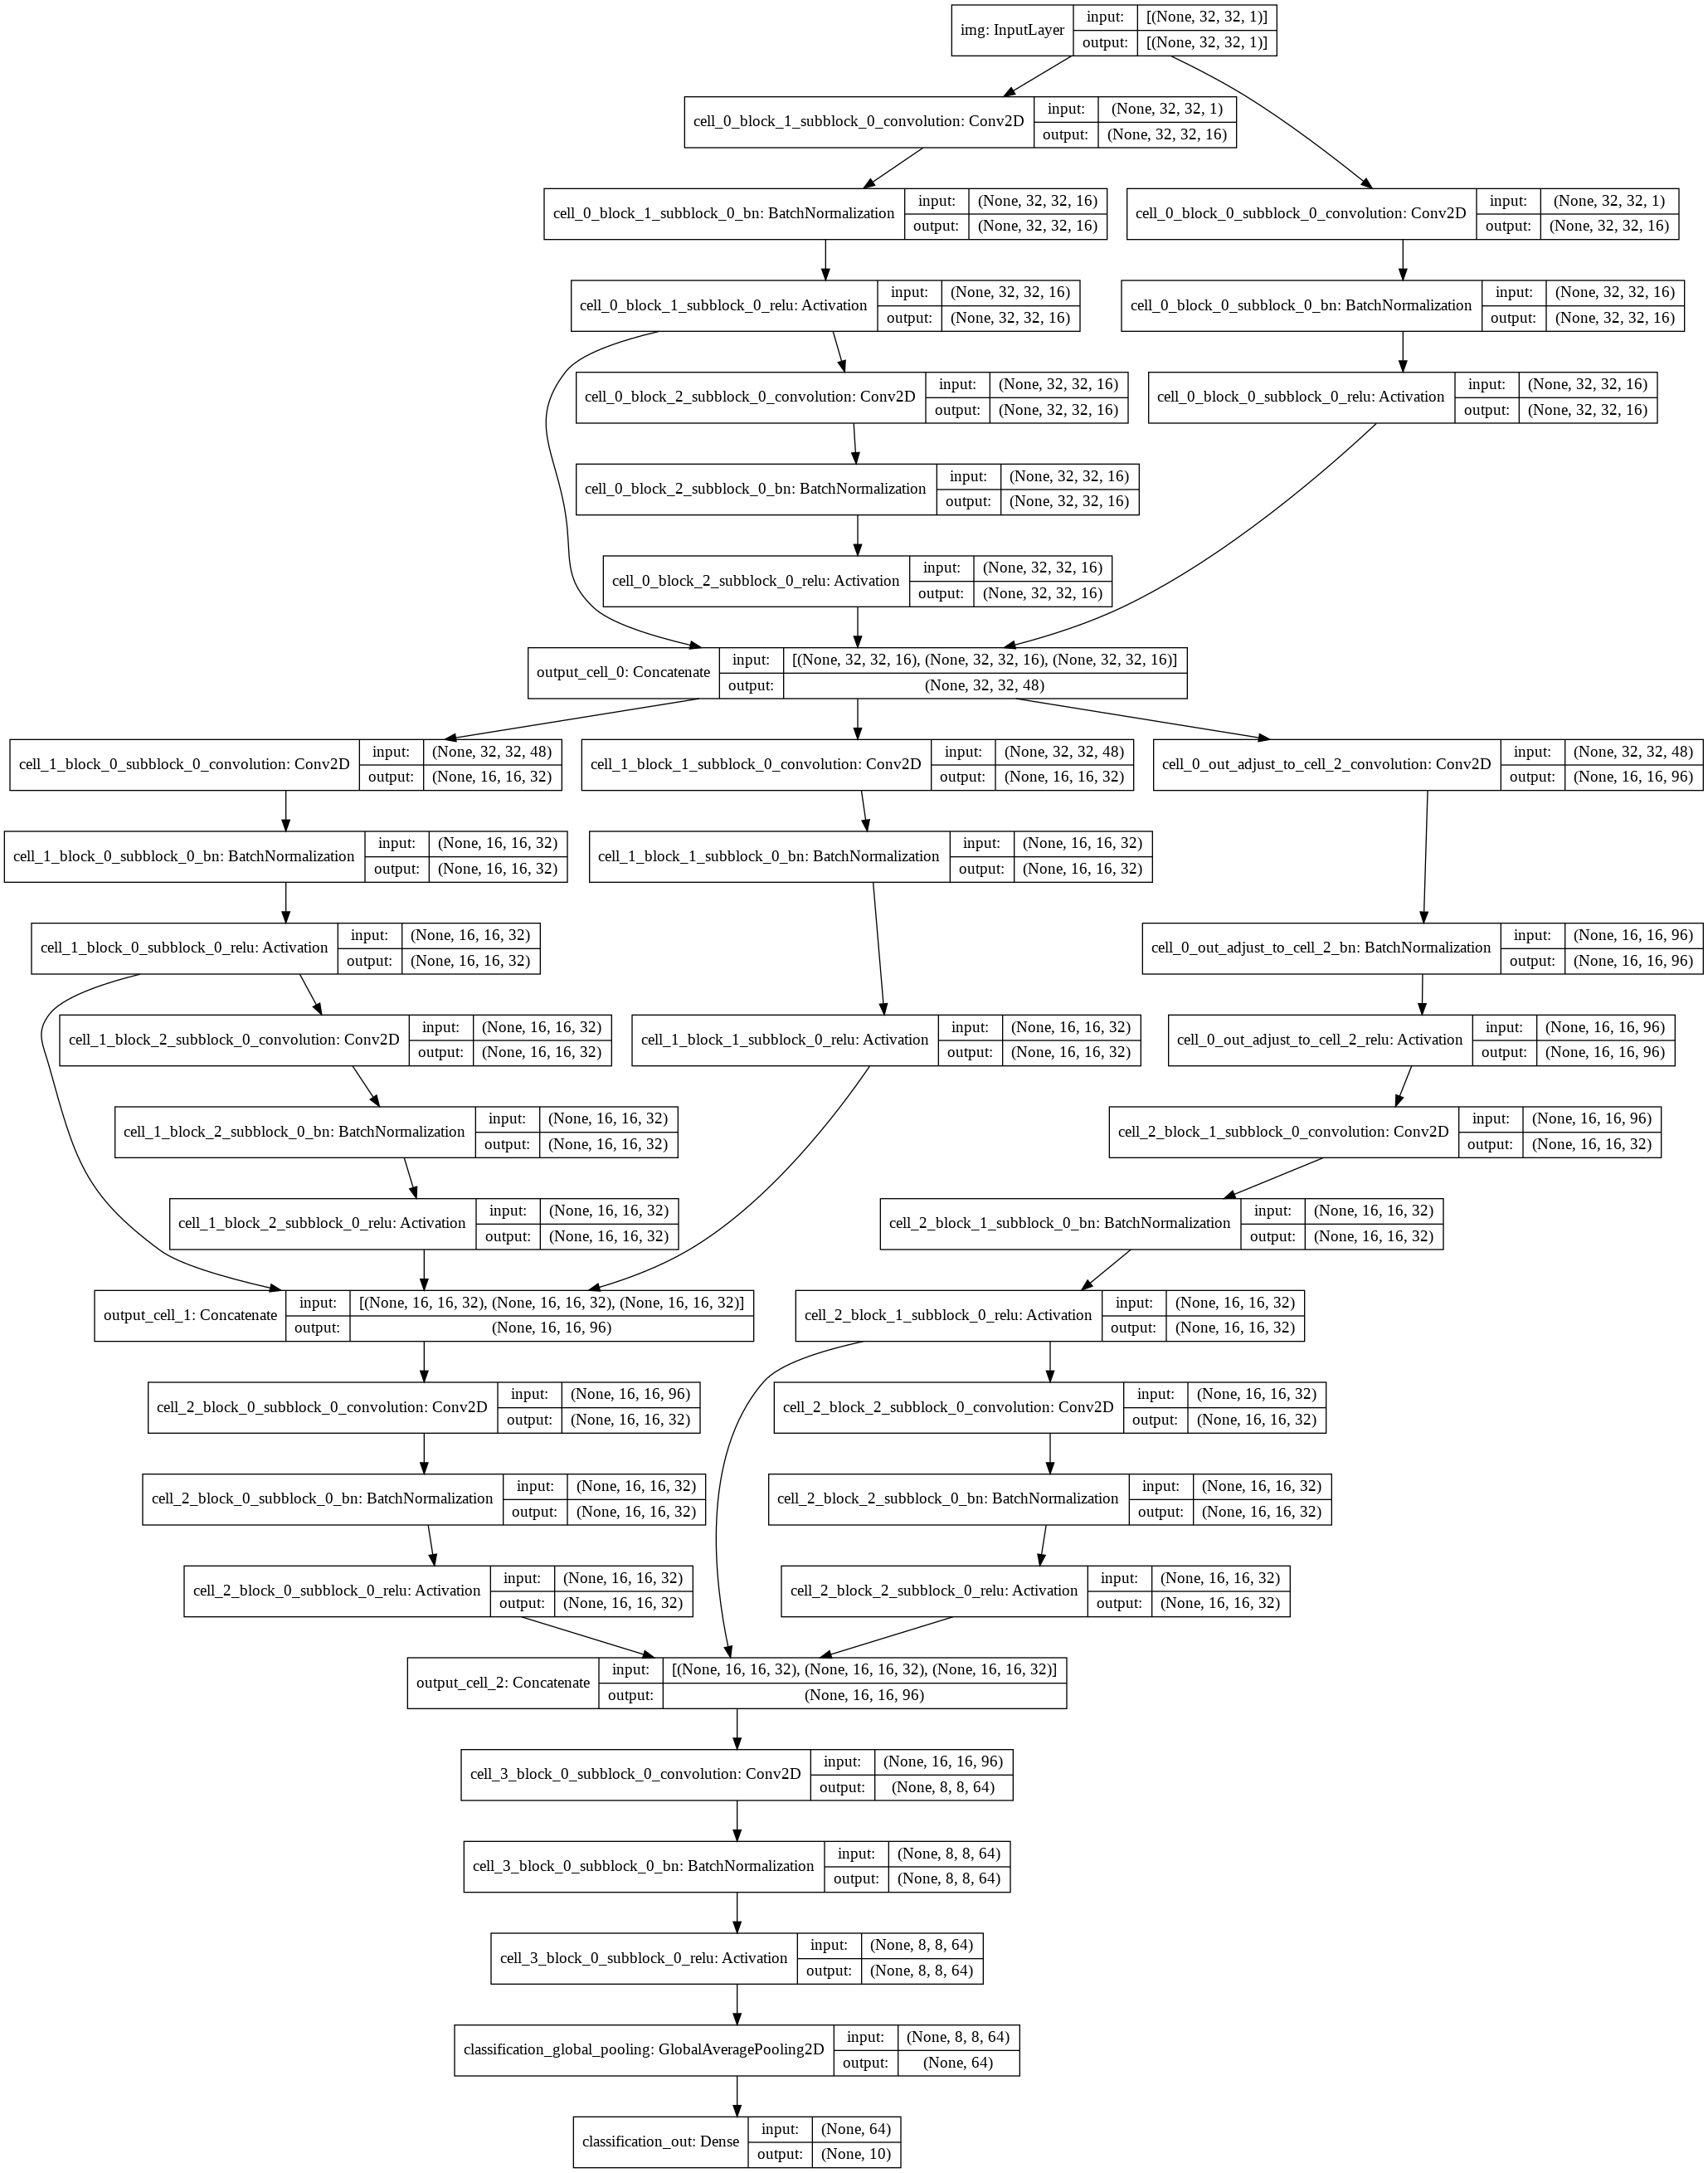 img: InputLayer
input: [(None, 32, 32, 1)]
output: [(None, 32, 32, 1)]
cell_0_block_1_subblock_0_convolution: Conv2D
input: (None, 32, 32, 1)
output: (None, 32, 32, 16)
cell_0_block_1_subblock_0_bn: BatchNormalization
input: (None, 32, 32, 16)
output: (None, 32, 32, 16)
cell_0_block_0_subblock_0_convolution: Conv2D
input: (None, 32, 32, 1)
output: (None, 32, 32, 16)
cell_0_block_1_subblock_0_relu: Activation
input: (None, 32, 32, 16)
output: (None, 32, 32, 16)
cell_0_block_0_subblock_0_bn: BatchNormalization
input: (None, 32, 32, 16)
output: (None, 32, 32, 16)
cell_0_block_2_subblock_0_convolution: Conv2D
input: (None, 32, 32, 16)
output: (None, 32, 32, 16)
cell_0_block_0_subblock_0_relu: Activation
input: (None, 32, 32, 16)
output: (None, 32, 32, 16)
cell_0_block_2_subblock_0_bn: BatchNormalization
input: (None, 32, 32, 16)
output: (None, 32, 32, 16)
cell_0_block_2_subblock_0_relu: Activation
input: (None, 32, 32, 16)
output: (None, 32, 32, 16)
output_cell_0: Concatenate
input: [(None, 32, 32, 16), (None, 32, 32, 16), (None, 32, 32, 16)]
output: (None, 32, 32, 48)
cell_1_block_0_subblock_0_convolution: Conv2D
input: (None, 32, 32, 48)
output: (None, 16, 16, 32)
cell_1_block_1_subblock_0_convolution: Conv2D
input: (None, 32, 32, 48)
output: (None, 16, 16, 32)
cell_0_out_adjust_to_cell_2_convolution: Conv2D
input: (None, 32, 32, 48)
output: (None, 16, 16, 96)
cell_1_block_0_subblock_0_bn: BatchNormalization
input: (None, 16, 16, 32)
output: (None, 16, 16, 32)
cell_1_block_1_subblock_0_bn: BatchNormalization
input: (None, 16, 16, 32)
output: (None, 16, 16, 32)
cell_1_block_0_subblock_0_relu: Activation
input: (None, 16, 16, 32)
output: (None, 16, 16, 32)
cell_0_out_adjust_to_cell_2_bn: BatchNormalization
input: (None, 16, 16, 96)
output: (None, 16, 16, 96)
cell_1_block_2_subblock_0_convolution: Conv2D
input: (None, 16, 16, 32)
output: (None, 16, 16, 32)
cell_1_block_1_subblock_0_relu: Activation
input: (None, 16, 16, 32)
output: (None, 16, 16, 32)
cell_0_out_adjust_to_cell_2_relu: Activation
input: (None, 16, 16, 96)
output: (None, 16, 16, 96)
cell_1_block_2_subblock_0_bn: BatchNormalization
input: (None, 16, 16, 32)
output: (None, 16, 16, 32)
cell_2_block_1_subblock_0_convolution: Conv2D
input: (None, 16, 16, 96)
output: (None, 16, 16, 32)
cell_1_block_2_subblock_0_relu: Activation
input: (None, 16, 16, 32)
output: (None, 16, 16, 32)
cell_2_block_1_subblock_0_bn: BatchNormalization
input: (None, 16, 16, 32)
output: (None, 16, 16, 32)
output_cell_1: Concatenate
input: [(None, 16, 16, 32), (None, 16, 16, 32), (None, 16, 16, 32)]
output: (None, 16, 16, 96)
cell_2_block_1_subblock_0_relu: Activation
input: (None, 16, 16, 32)
output: (None, 16, 16, 32)
cell_2_block_0_subblock_0_convolution: Conv2D
input: (None, 16, 16, 96)
output: (None, 16, 16, 32)
cell_2_block_2_subblock_0_convolution: Conv2D
input: (None, 16, 16, 32)
output: (None, 16, 16, 32)
cell_2_block_0_subblock_0_bn: BatchNormalization
input: (None, 16, 16, 32)
output: (None, 16, 16, 32)
cell_2_block_2_subblock_0_bn: BatchNormalization
input: (None, 16, 16, 32)
output: (None, 16, 16, 32)
cell_2_block_0_subblock_0_relu: Activation
input: (None, 16, 16, 32)
output: (None, 16, 16, 32)
cell_2_block_2_subblock_0_relu: Activation
input: (None, 16, 16, 32)
output: (None, 16, 16, 32)
output_cell_2: Concatenate
input: [(None, 16, 16, 32), (None, 16, 16, 32), (None, 16, 16, 32)]
output: (None, 16, 16, 96)
cell_3_block_0_subblock_0_convolution: Conv2D
input: (None, 16, 16, 96)
output: (None, 8, 8, 64)
cell_3_block_0_subblock_0_bn: BatchNormalization
input: (None, 8, 8, 64)
output: (None, 8, 8, 64)
cell_3_block_0_subblock_0_relu: Activation
input: (None, 8, 8, 64)
output: (None, 8, 8, 64)
classification_global_pooling: GlobalAveragePooling2D
input: (None, 8, 8, 64)
output: (None, 64)
classification_out: Dense
input: (None, 64)
output: (None, 10)